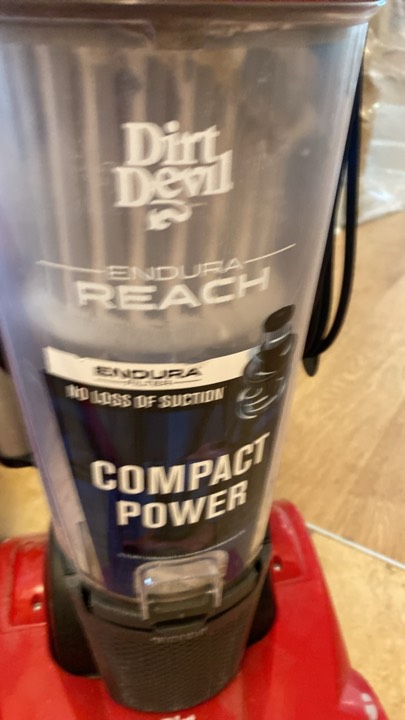 Dirt
Devil
ENDURA
REACH
ENDURA
FILTER
NO LOSS OF SUCTION
COMPACT
POWER